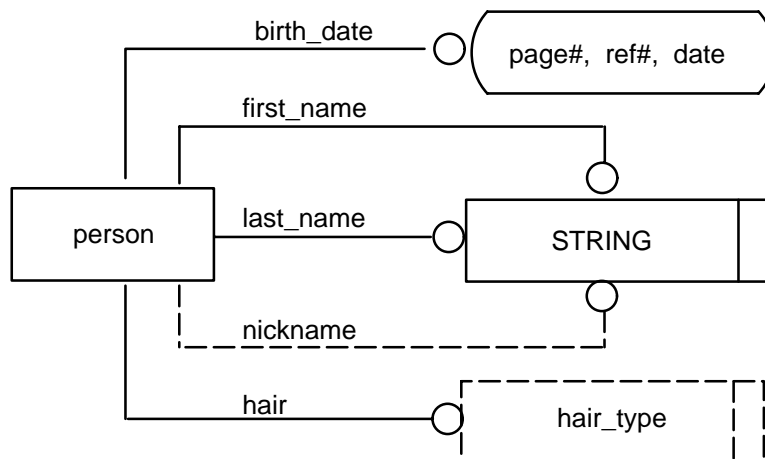 birth_date
page#, ref#, date
first_name
person
last_name
STRING
nickname
hair
hair_type